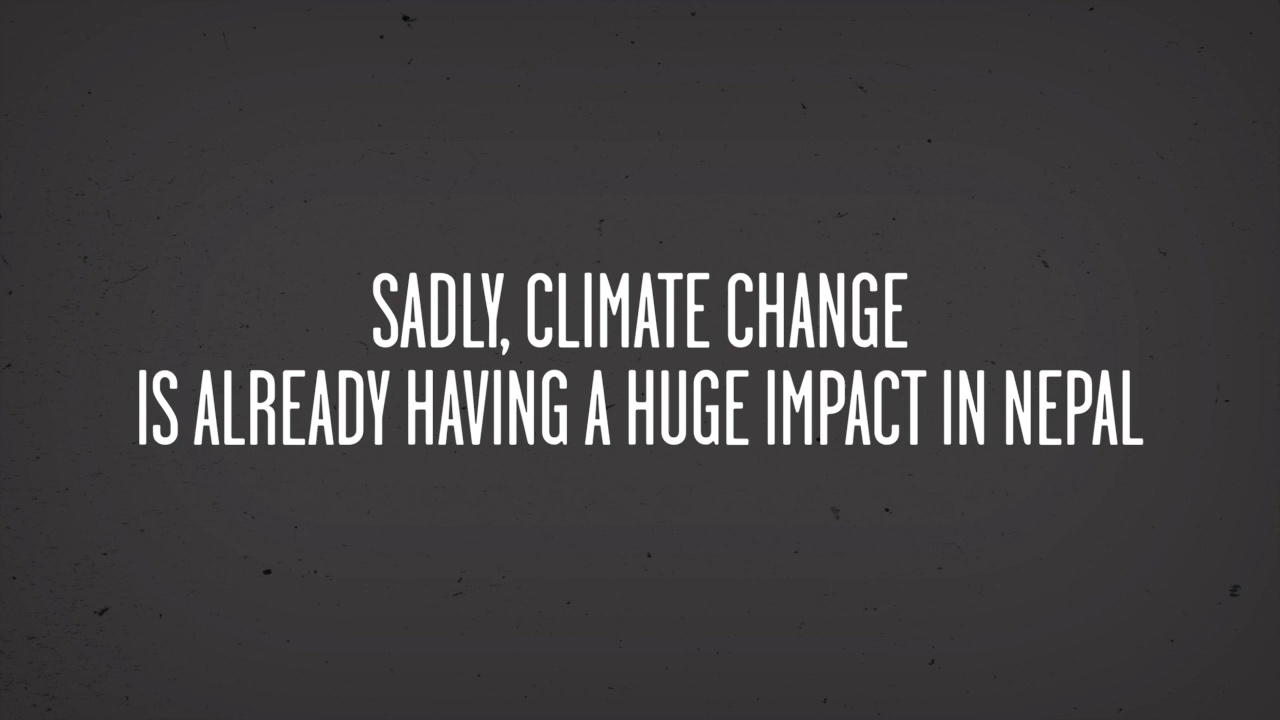 SADLY, CLIMATE CHANGE
IS ALREADY HAVING A HUGE IMPACT IN NEPAL